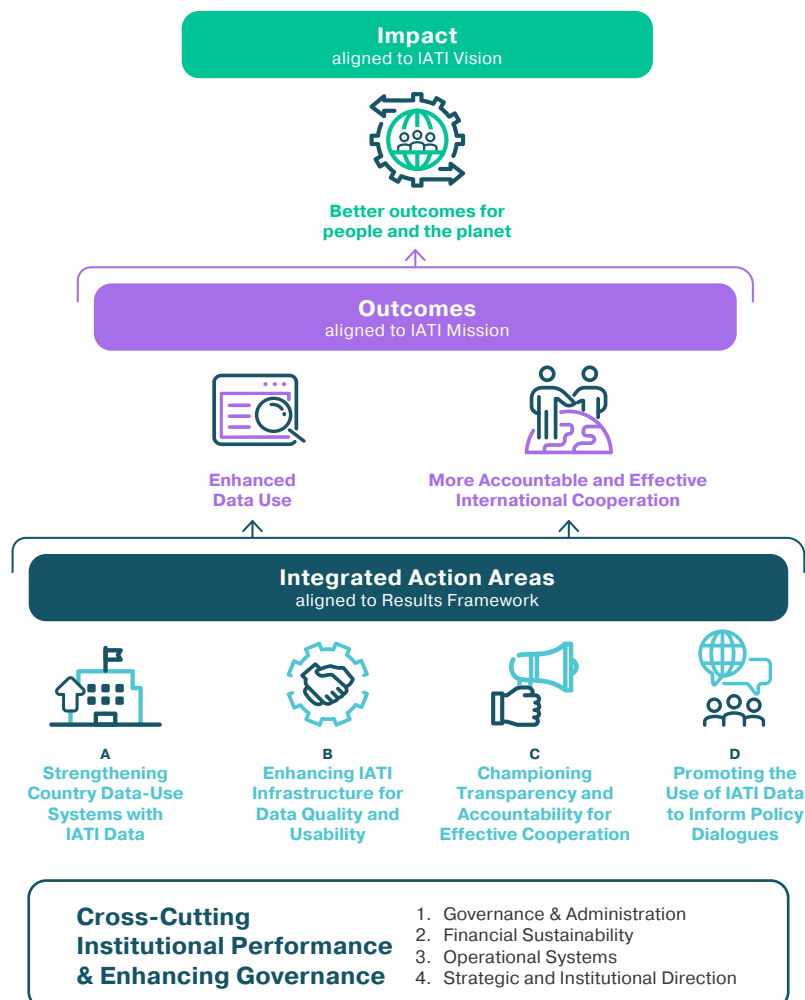 Impact
aligned to IATI Vision
Better outcomes for
people and the planet
Outcomes
aligned to IATI Mission
Enhanced
Data Use
More Accountable and Effective
International Cooperation
Integrated Action Areas
aligned to Results Framework
A
Strengthening
Country Data-Use
Systems with
IATI Data
B
Enhancing IATI
Infrastructure for
Data Quality and
Usability
C
Championing
Transparency and
Accountability for
Effective Cooperation
D
Promoting the
Use of IATI Data
to Inform Policy
Dialogues
Cross-Cutting
Institutional Performance
& Enhancing Governance
1. Governance & Administration
2. Financial Sustainability
3. Operational Systems
4. Strategic and Institutional Direction